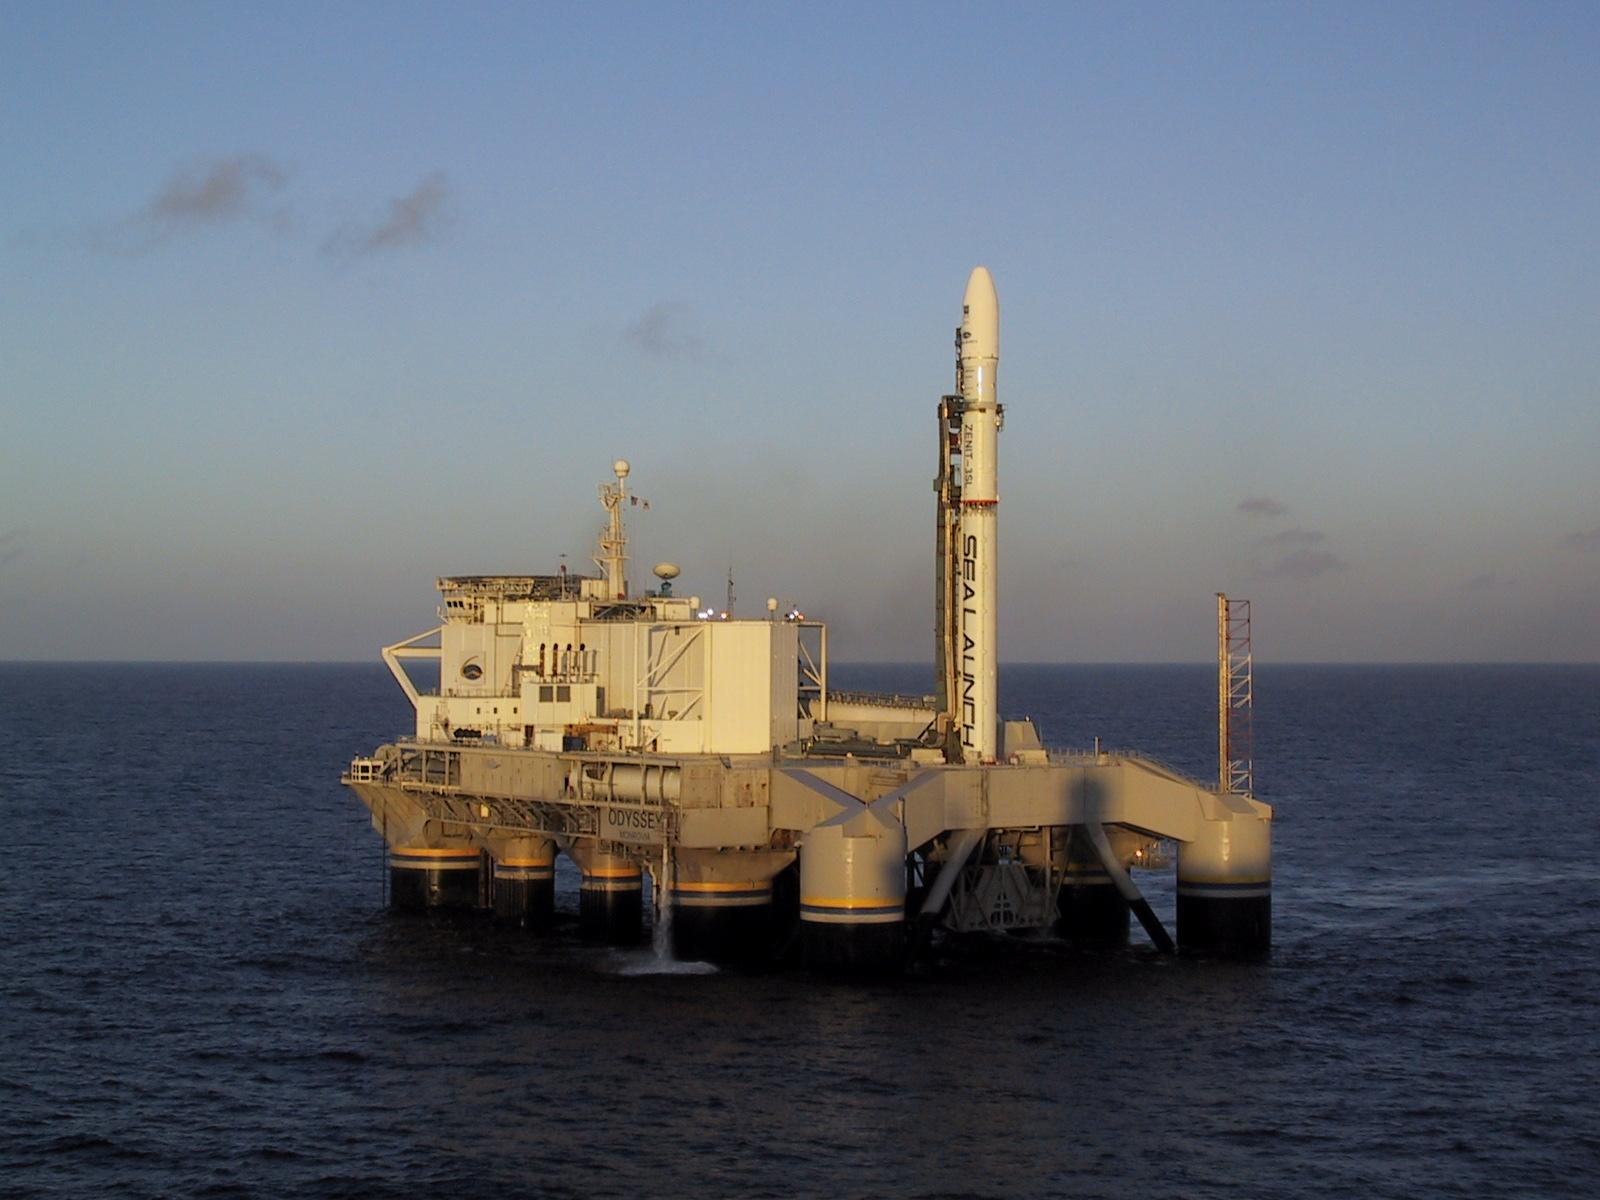 ZENIT-3SL
SEA LAUNCH
ODYSSEY
MONROVIA